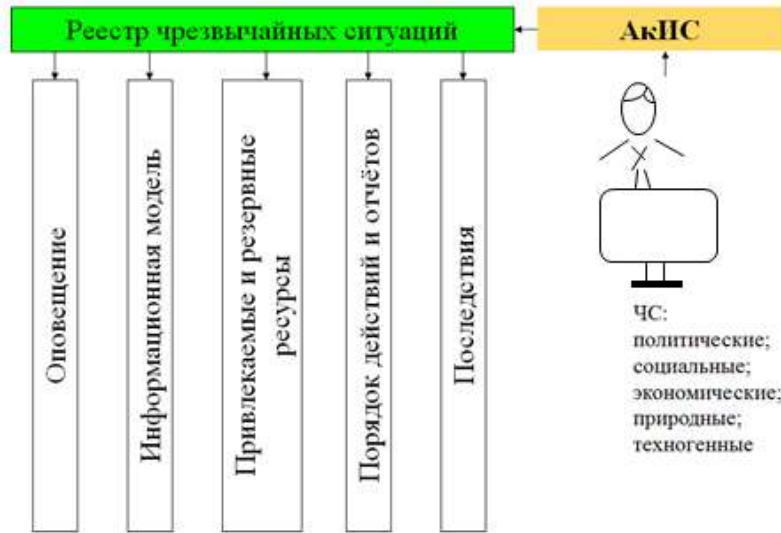 Реестр чрезвычайных ситуаций
АкИС
Оповещение
Информационная модель
Привлекаемые и резервные
ресурсы
Порядок действий и отчётов
Последствия
ЧС:
политические;
социальные;
экономические;
природные;
техногенные